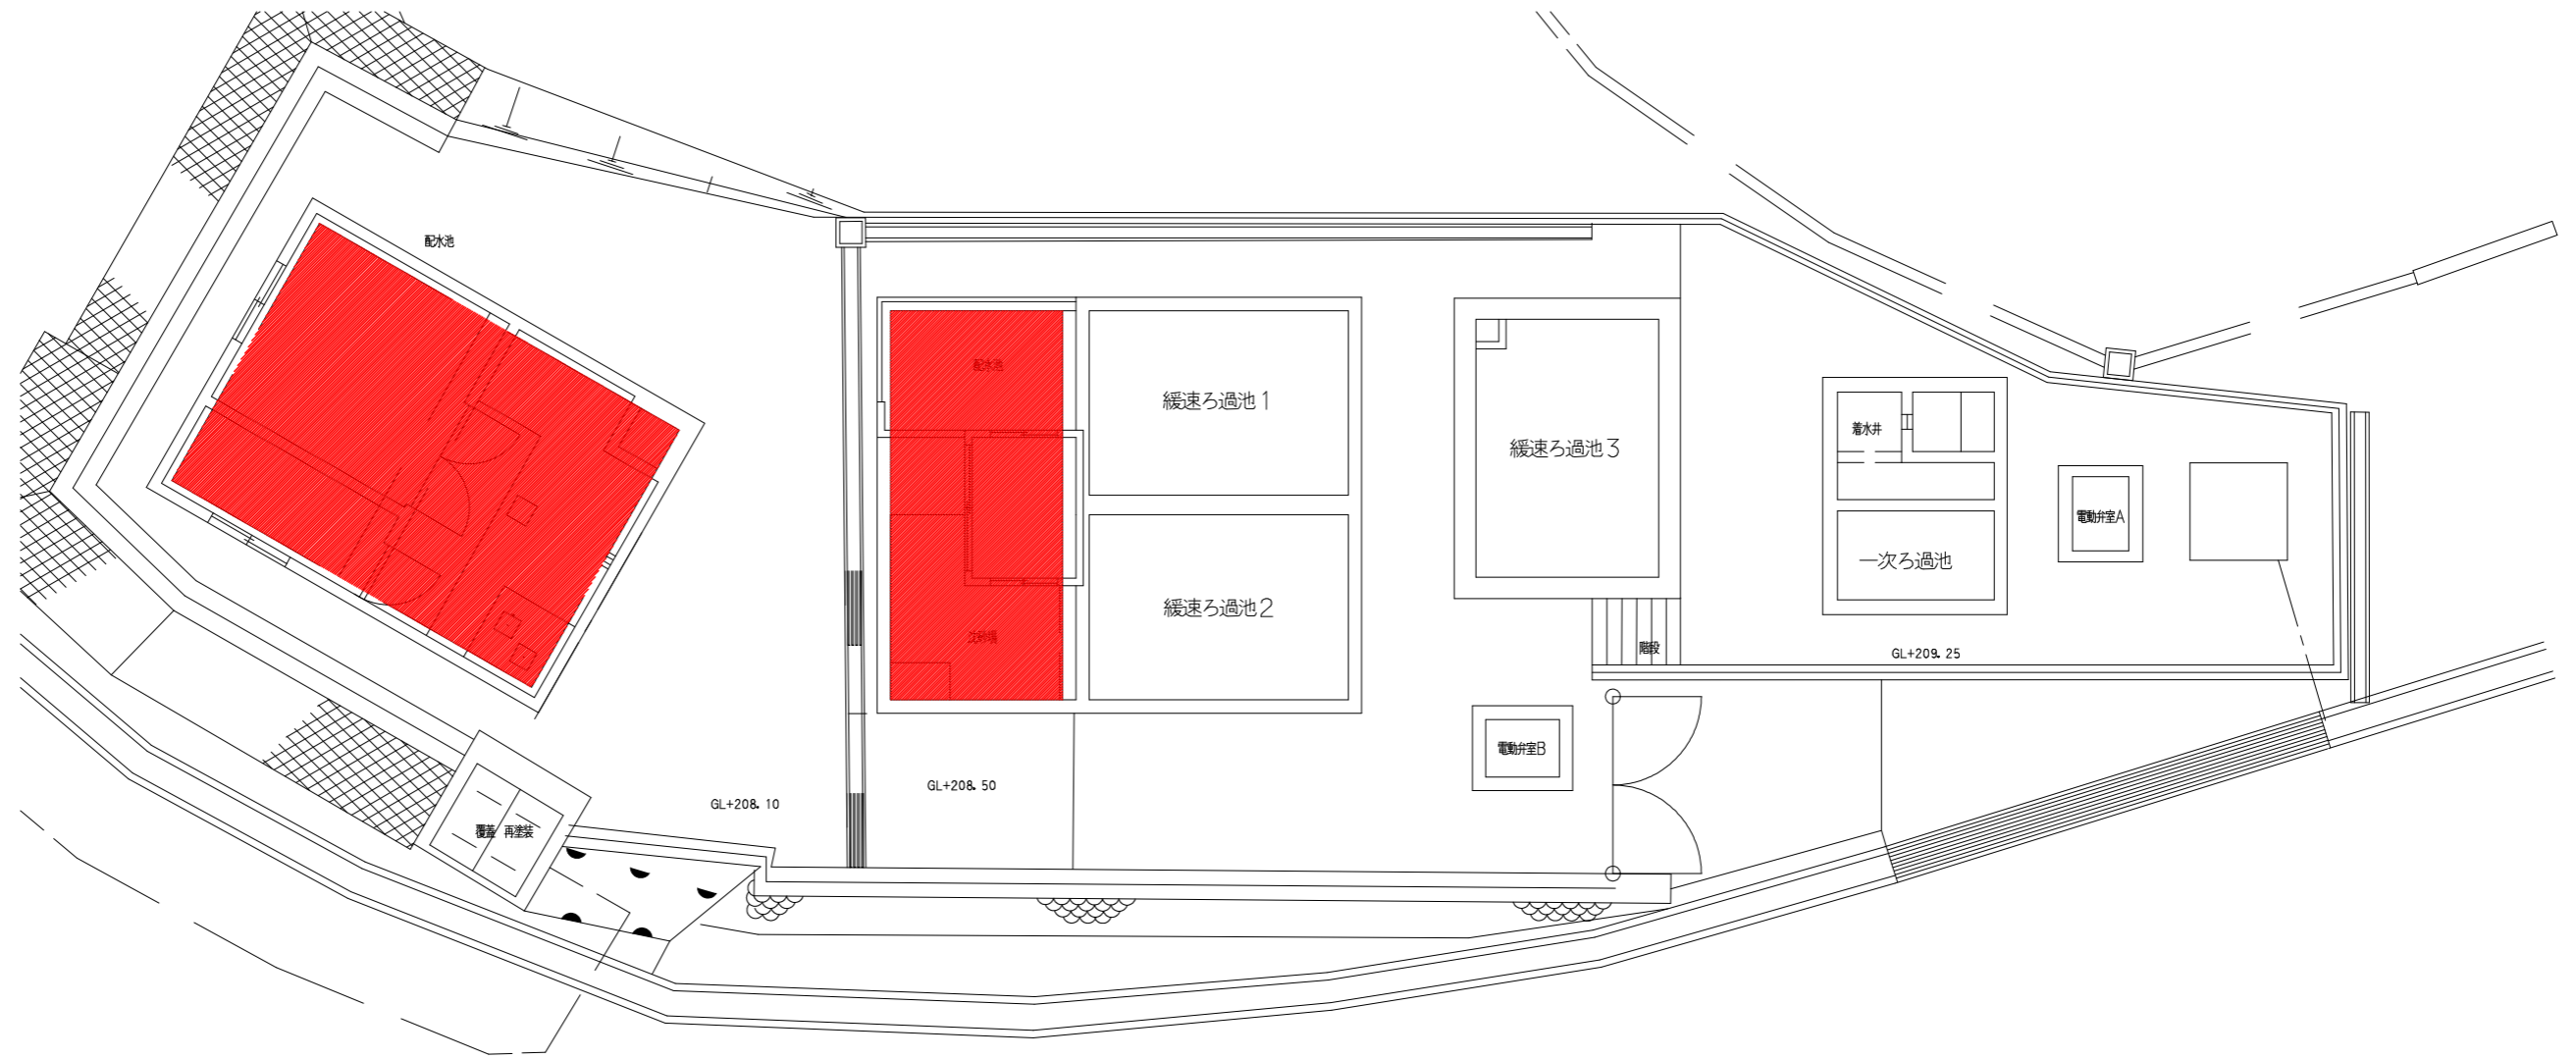 配水池
配水池
緩速ろ過池1
緩速ろ過池3
着水井
電動弁室A
一次ろ過池
緩速ろ過池2
沈砂場
階段
GL+209.25
電動弁室B
GL+208.50
GL+208.10
覆蓋 再塗装